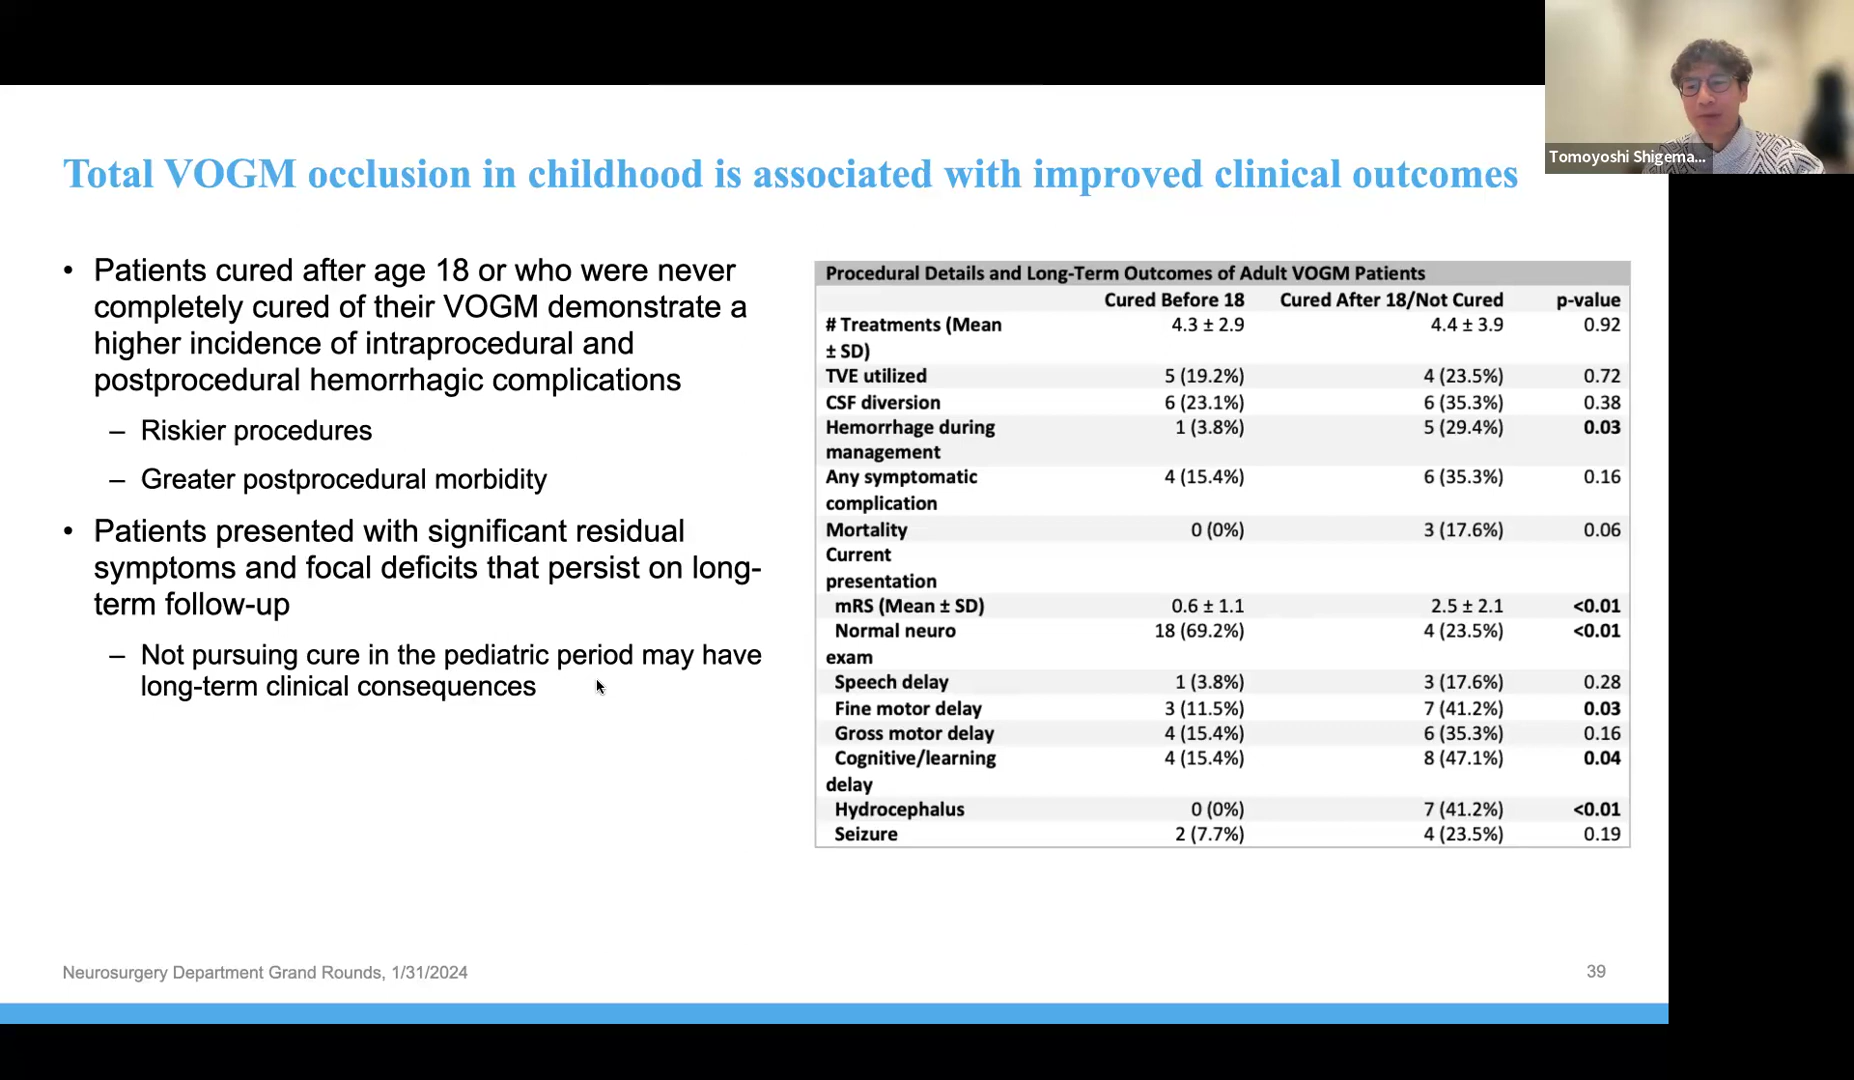 Tomoyoshi Shigema...
Total VOGM occlusion in childhood is associated with improved clinical outcomes
• Patients cured after age 18 or who were never
completely cured of their VOGM demonstrate a
higher incidence of intraprocedural and
postprocedural hemorrhagic complications
– Riskier procedures
– Greater postprocedural morbidity
• Patients presented with significant residual
symptoms and focal deficits that persist on long-
term follow-up
– Not pursuing cure in the pediatric period may have
long-term clinical consequences
Procedural Details and Long-Term Outcomes of Adult VOGM Patients
Cured Before 18 Cured After 18/Not Cured p-value
# Treatments (Mean 4.3 ± 2.9 4.4 ± 3.9 0.92
± SD)
TVE utilized 5 (19.2%) 4 (23.5%) 0.72
CSF diversion 6 (23.1%) 6 (35.3%) 0.38
Hemorrhage during 1 (3.8%) 5 (29.4%) 0.03
management
Any symptomatic 4 (15.4%) 6 (35.3%) 0.16
complication
Mortality 0 (0%) 3 (17.6%) 0.06
Current
presentation
mRS (Mean ± SD) 0.6 ± 1.1 2.5 ± 2.1 <0.01
Normal neuro 18 (69.2%) 4 (23.5%) <0.01
exam
Speech delay 1 (3.8%) 3 (17.6%) 0.28
Fine motor delay 3 (11.5%) 7 (41.2%) 0.03
Gross motor delay 4 (15.4%) 6 (35.3%) 0.16
Cognitive/learning 4 (15.4%) 8 (47.1%) 0.04
delay
Hydrocephalus 0 (0%) 7 (41.2%) <0.01
Seizure 2 (7.7%) 4 (23.5%) 0.19
Neurosurgery Department Grand Rounds, 1/31/2024
39